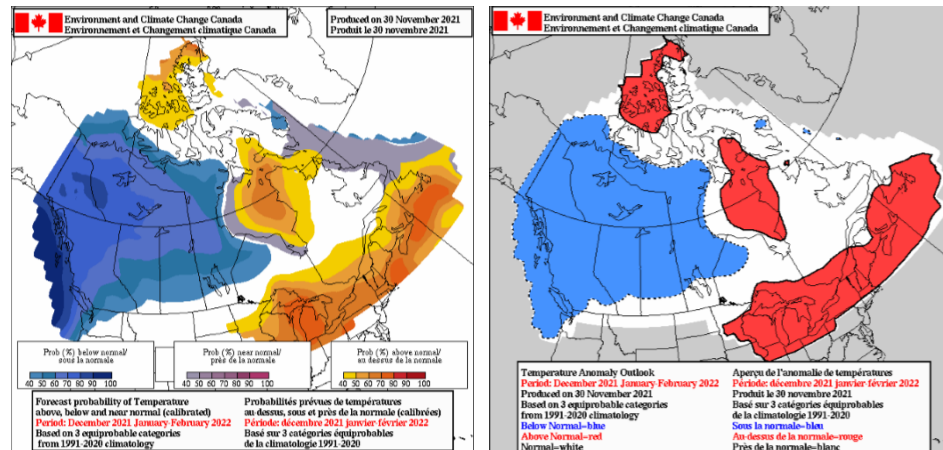 Environment and Climate Change Canada
Environnement et Changement climatique Canada
Produced on 30 November 2021
Produit le 30 novembre 2021
Prob (%) below normal/
sous la normale
40 50 60 70 80 90 100
Prob (%) near normal/
près de la normale
40 50 60 70 80 90 100
Prob (%) above normal/
au dessus de la normale
40 50 60 70 80 90 100
Forecast probability of Temperature
above, below and near normal (calibrated)
Period: December 2021 January-February 2022
Based on 3 equiprobable categories
from 1991-2020 climatology
Probabilités prévues de températures
au-dessus, sous et près de la normale (calibrées)
Période: décembre 2021 janvier-février 2022
Basé sur 3 catégories équiprobables
de la climatologie 1991-2020
Environment and Climate Change Canada
Environnement et Changement climatique Canada
Temperature Anomaly Outlook
Period: December 2021 January-February 2022
Produced on 30 November 2021
Based on 3 equiprobable categories
from 1991-2020 climatology
Below Normal-blue
Above Normal-red
Normal-white
Aperçu de l'anomalie de températures
Période: décembre 2021 janvier-février 2022
Produit le 30 novembre 2021
Basé sur 3 catégories équiprobables
de la climatologie 1991-2020
Sous la normale-bleu
Au-dessus de la normale-rouge
Près de la normale-blanc